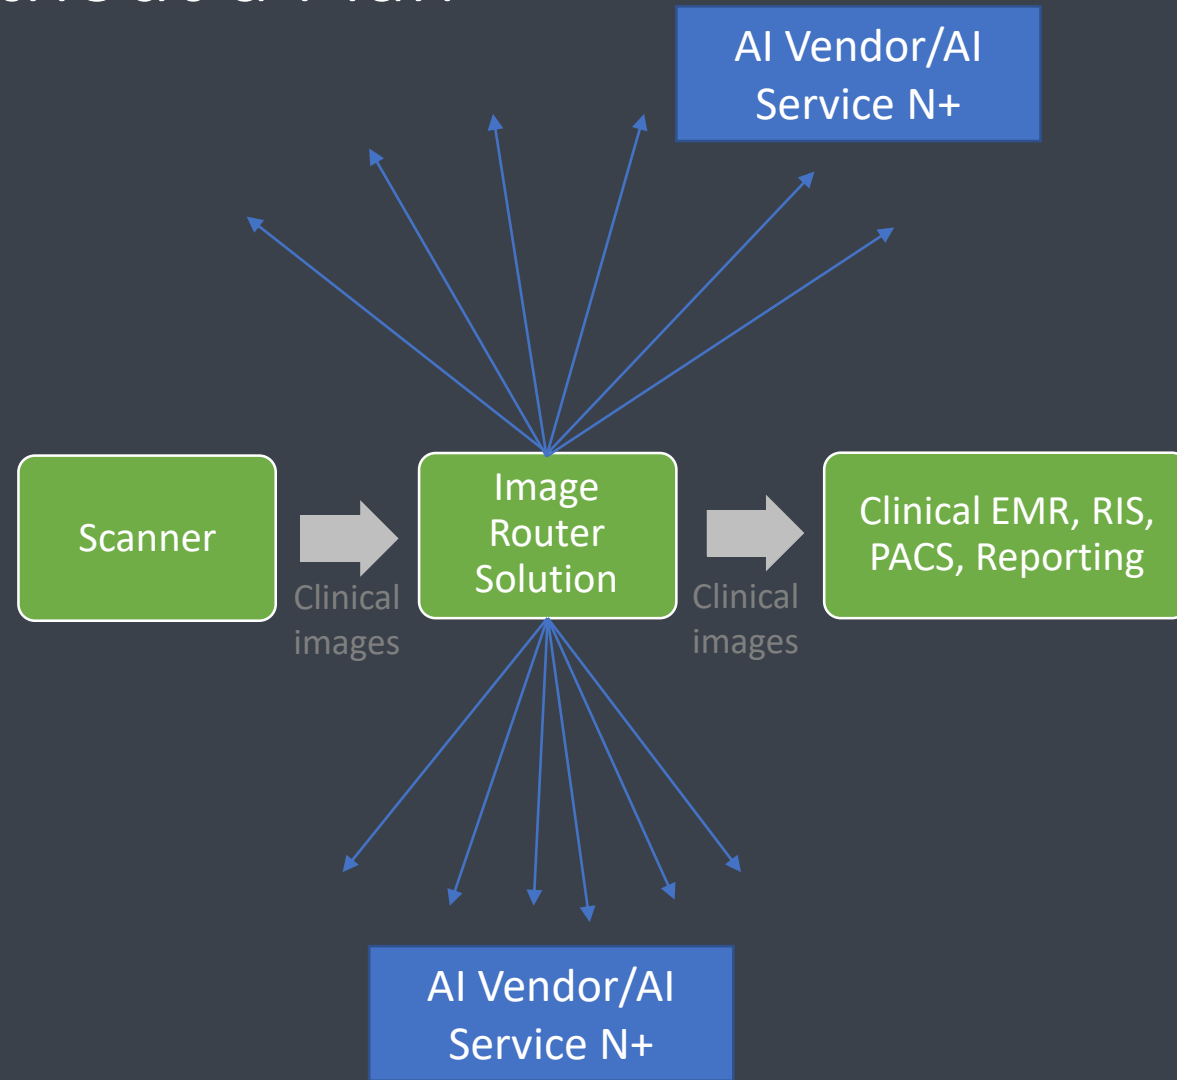 AI Vendor/AI
Service N+
Scanner
Clinical
images
Image
Router
Solution
Clinical
images
Clinical EMR, RIS,
PACS, Reporting
AI Vendor/AI
Service N+